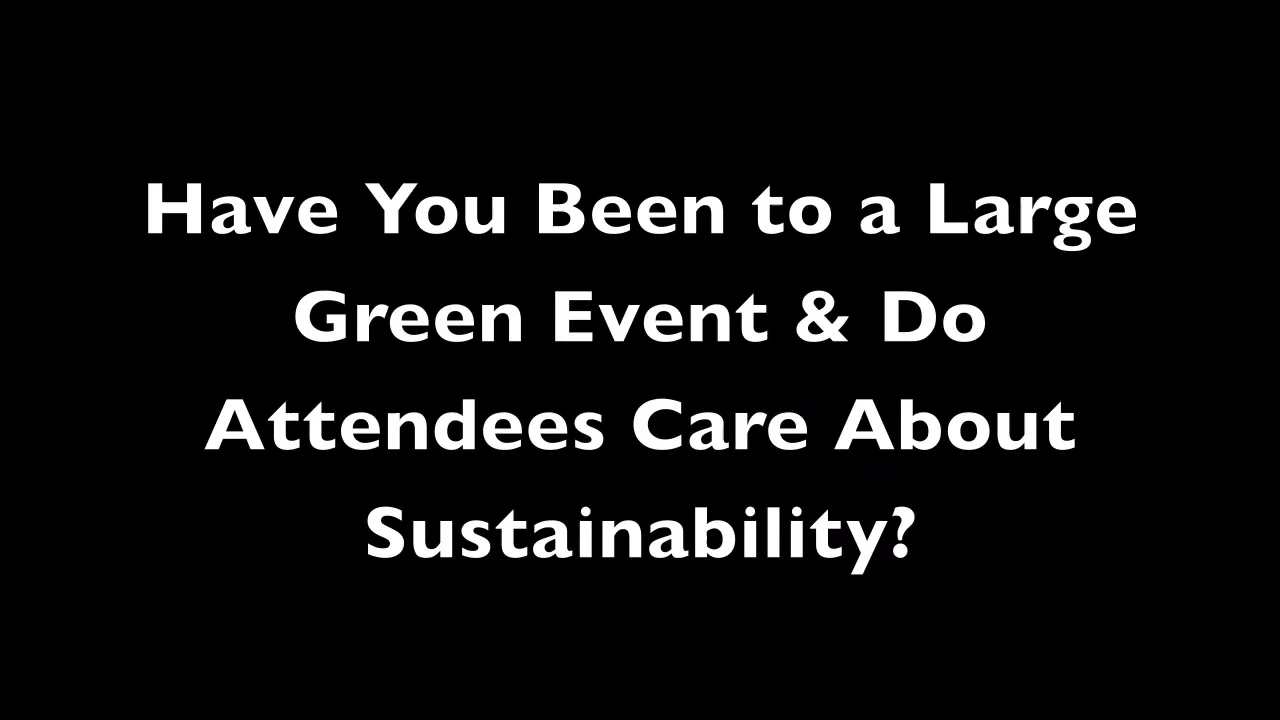 Have You Been to a Large
Green Event & Do
Attendees Care About
Sustainability?